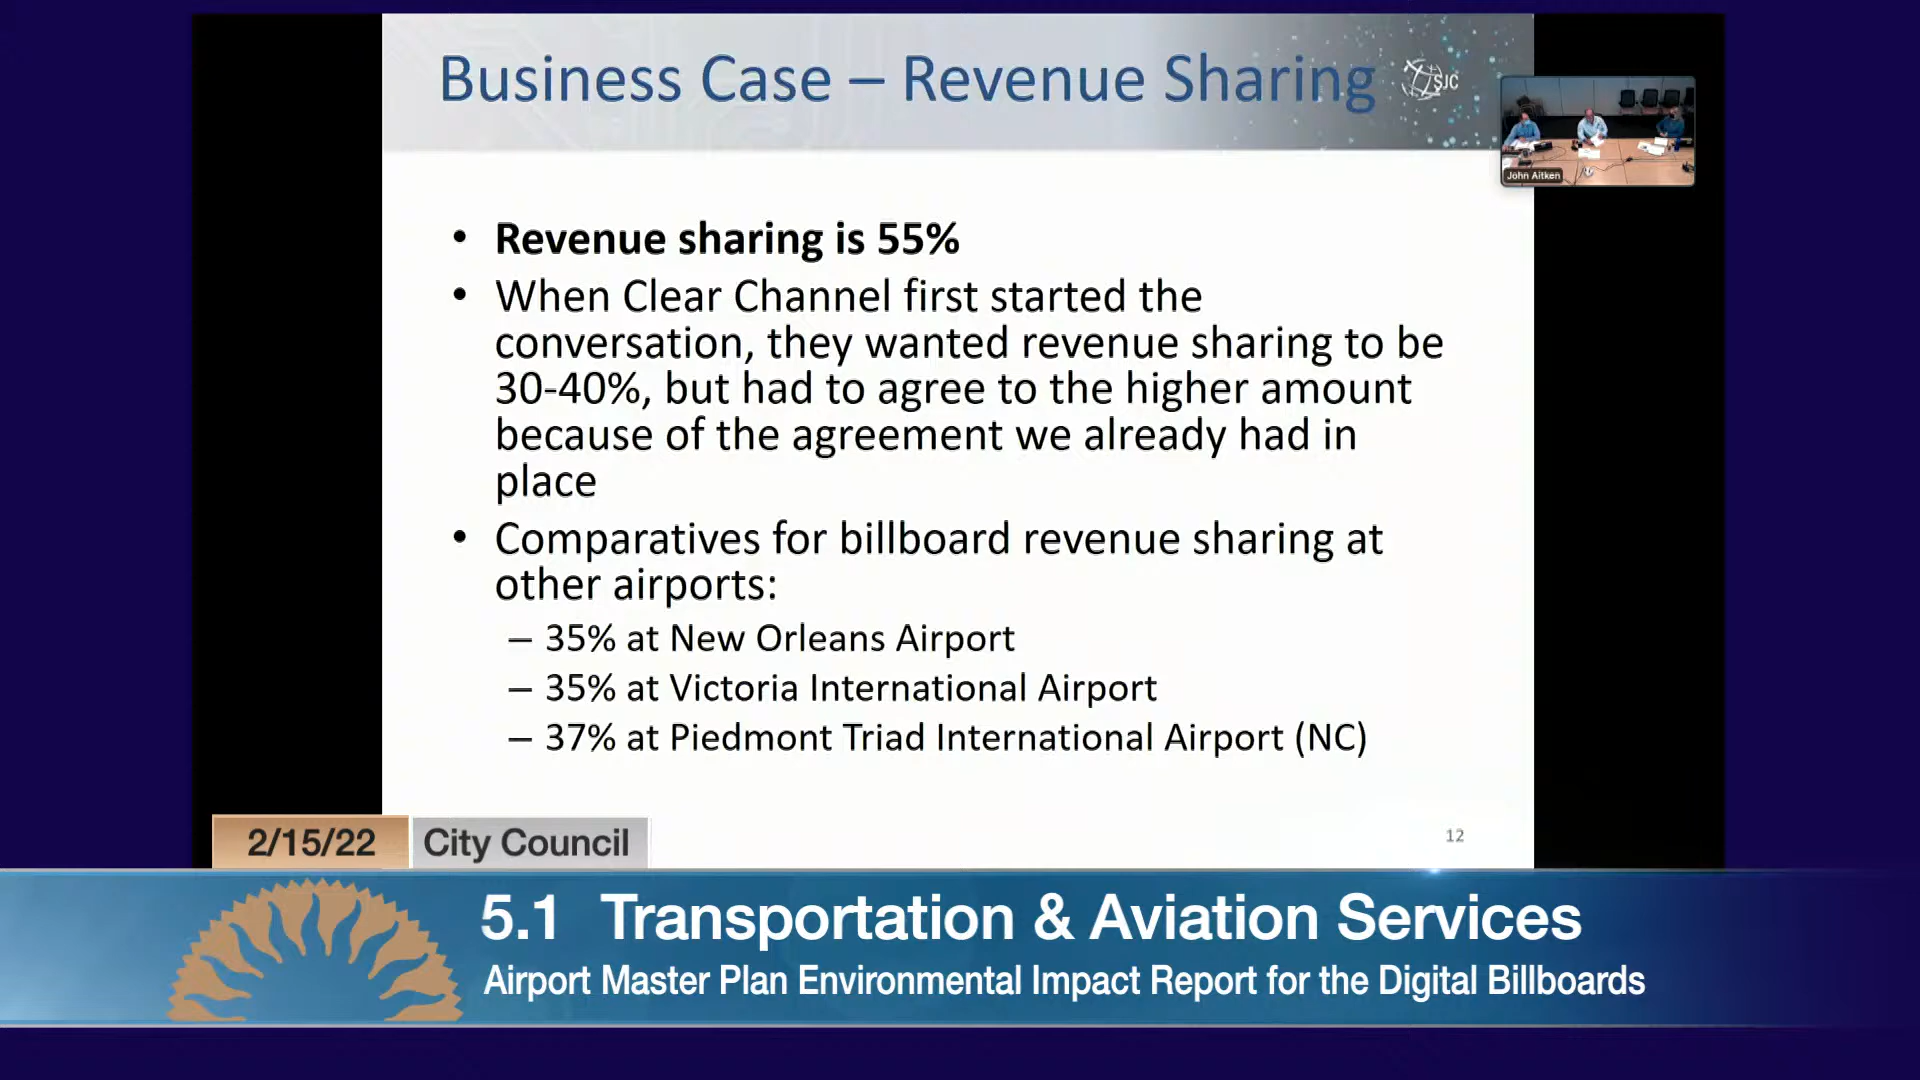 Business Case – Revenue Sharing
SJC
John Aitken
• Revenue sharing is 55%
• When Clear Channel first started the
conversation, they wanted revenue sharing to be
30-40%, but had to agree to the higher amount
because of the agreement we already had in
place
• Comparatives for billboard revenue sharing at
other airports:
– 35% at New Orleans Airport
– 35% at Victoria International Airport
– 37% at Piedmont Triad International Airport (NC)
12
2/15/22 City Council
5.1 Transportation & Aviation Services
Airport Master Plan Environmental Impact Report for the Digital Billboards